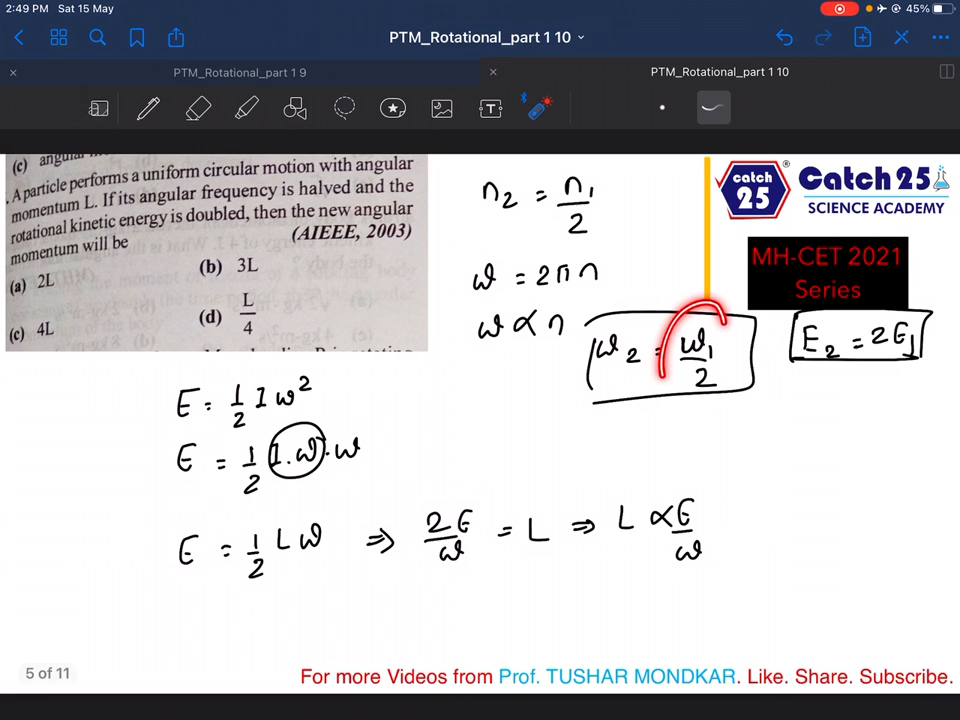 2:49 PM Sat 15 May
45%
PTM_Rotational_part 1 10
PTM_Rotational_part 1 9
PTM_Rotational_part 1 10
T
(c)
A particle performs a uniform circular motion with angular
momentum L. If its angular frequency is halved and the
rotational kinetic energy is doubled, then the new angular
momentum will be (AIEEE, 2003)
(a) 2L (b) 3L
(c) 4L (d) L/4
n₂ = n₁/2
ω = 2πn
ω ∝ n
ω₂ = ω₁/2
E₂ = 2E₁
catch
25
®
Catch 25
SCIENCE ACADEMY
MH-CET 2021
Series
E = 1/2 I ω²
E = 1/2 I.ω.ω
E = 1/2 L ω ⇒ 2E/ω = L ⇒ L ∝ E/ω
5 of 11
For more Videos from Prof. TUSHAR MONDKAR. Like. Share. Subscribe.